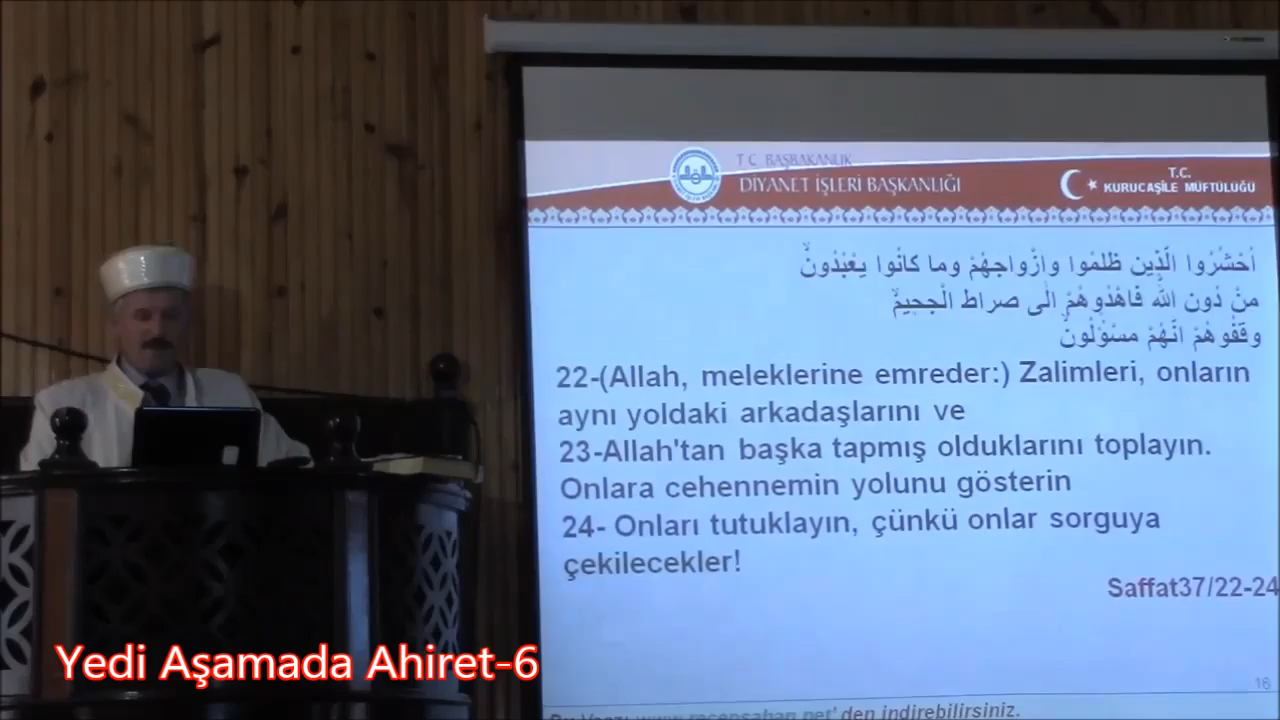 T.C. BAŞBAKANLIK
DİYANET İŞLERİ BAŞKANLIĞI
T.C.
KURUCAŞİLE MÜFTÜLÜĞÜ
اُحْشُرُوا الَّذٖينَ ظَلَمُوا وَاَزْوَاجَهُمْ وَمَا كَانُوا يَعْبُدُونَۙ
مِنْ دُونِ اللّٰهِ فَاهْدُوهُمْ اِلٰى صِرَاطِ الْجَحٖيمِۙ
وَقِفُوهُمْ اِنَّهُمْ مَسْؤُلُونَۙ
22-(Allah, meleklerine emreder:) Zalimleri, onların
aynı yoldaki arkadaşlarını ve
23-Allah'tan başka tapmış olduklarını toplayın.
Onlara cehennemin yolunu gösterin
24- Onları tutuklayın, çünkü onlar sorguya
çekilecekler!
Saffat37/22-24
16
Yedi Aşamada Ahiret-6
www.recepsahan.net' den indirebilirsiniz.